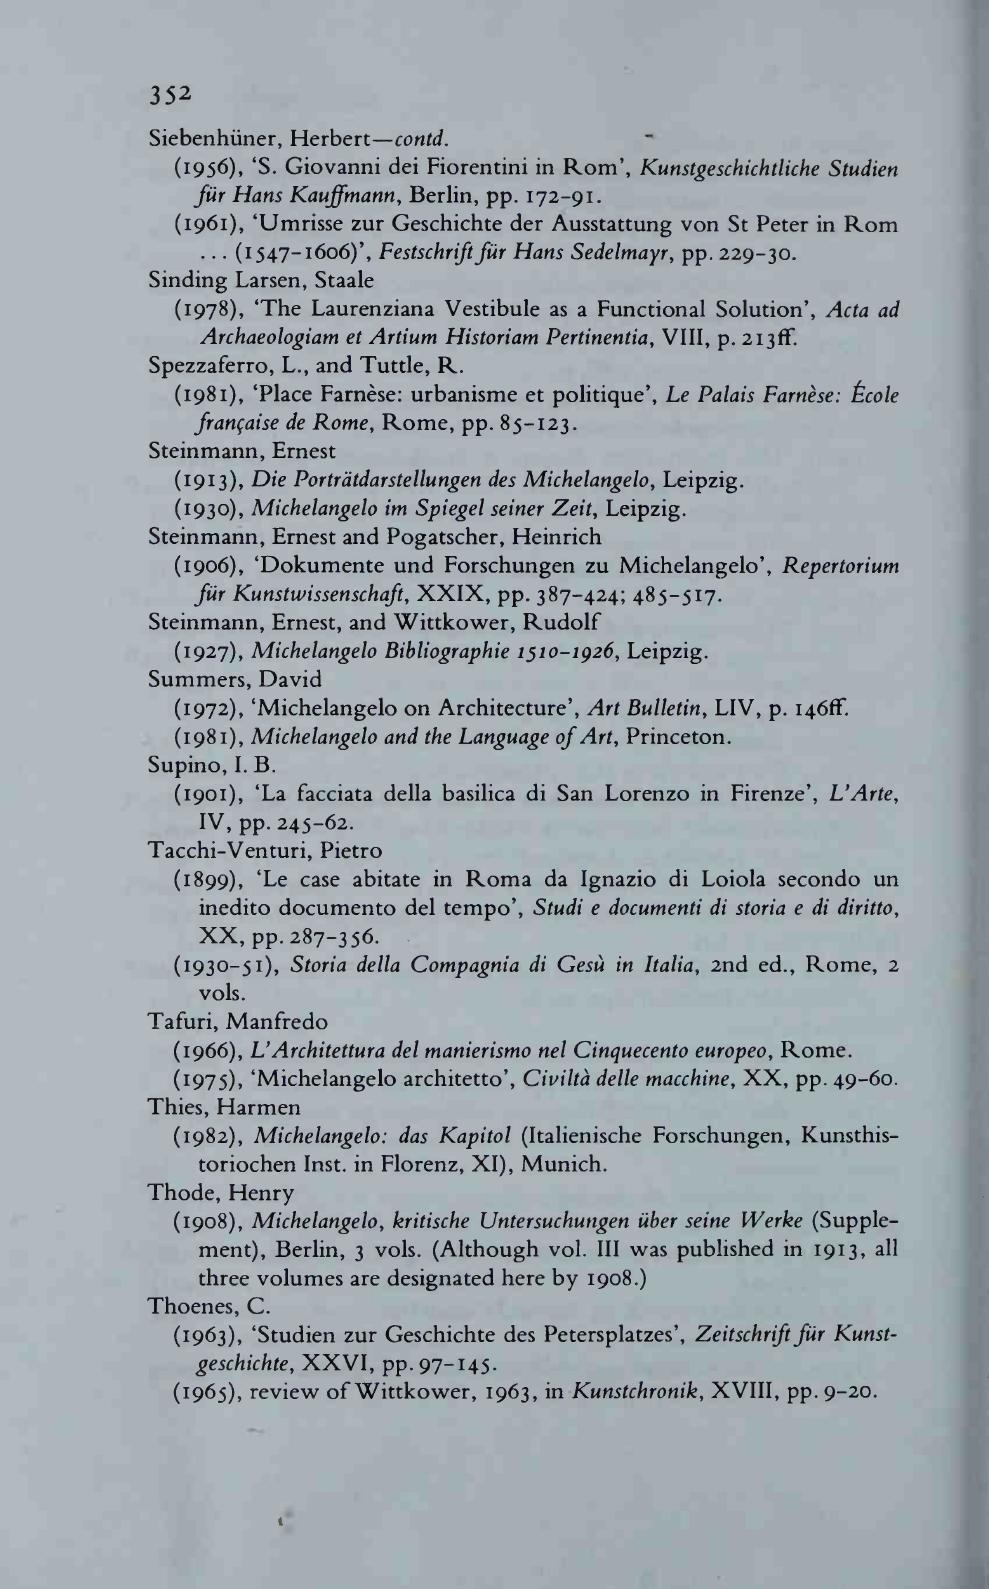 352
Siebenhüner, Herbert—contd.
(1956), ‘S. Giovanni dei Fiorentini in Rom’, Kunstgeschichtliche Studien
für Hans Kauffmann, Berlin, pp. 172–91.
(1961), ‘Umrisse zur Geschichte der Ausstattung von St Peter in Rom
... (1547–1606)’, Festschrift für Hans Sedelmayr, pp. 229–30.
Sinding Larsen, Staale
(1978), ‘The Laurenziana Vestibule as a Functional Solution’, Acta ad
Archaeologiam et Artium Historiam Pertinentia, VIII, p. 213ff.
Spezzaferro, L., and Tuttle, R.
(1981), ‘Place Farnèse: urbanisme et politique’, Le Palais Farnèse: École
française de Rome, Rome, pp. 85–123.
Steinmann, Ernest
(1913), Die Porträtdarstellungen des Michelangelo, Leipzig.
(1930), Michelangelo im Spiegel seiner Zeit, Leipzig.
Steinmann, Ernest and Pogatscher, Heinrich
(1906), ‘Dokumente und Forschungen zu Michelangelo’, Repertorium
für Kunstwissenschaft, XXIX, pp. 387–424; 485–517.
Steinmann, Ernest, and Wittkower, Rudolf
(1927), Michelangelo Bibliographie 1510–1926, Leipzig.
Summers, David
(1972), ‘Michelangelo on Architecture’, Art Bulletin, LIV, p. 146ff.
(1981), Michelangelo and the Language of Art, Princeton.
Supino, I. B.
(1901), ‘La facciata della basilica di San Lorenzo in Firenze’, L’Arte,
IV, pp. 245–62.
Tacchi-Venturi, Pietro
(1899), ‘Le case abitate in Roma da Ignazio di Loiola secondo un
inedito documento del tempo’, Studi e documenti di storia e di diritto,
XX, pp. 287–356.
(1930–51), Storia della Compagnia di Gesù in Italia, 2nd ed., Rome, 2
vols.
Tafuri, Manfredo
(1966), L’Architettura del manierismo nel Cinquecento europeo, Rome.
(1975), ‘Michelangelo architetto’, Civiltà delle macchine, XX, pp. 49–60.
Thies, Harmen
(1982), Michelangelo: das Kapitol (Italienische Forschungen, Kunsthis-
toriochen Inst. in Florenz, XI), Munich.
Thode, Henry
(1908), Michelangelo, kritische Untersuchungen über seine Werke (Supple-
ment), Berlin, 3 vols. (Although vol. III was published in 1913, all
three volumes are designated here by 1908.)
Thoenes, C.
(1963), ‘Studien zur Geschichte des Petersplatzes’, Zeitschrift für Kunst-
geschichte, XXVI, pp. 97–145.
(1965), review of Wittkower, 1963, in Kunstchronik, XVIII, pp. 9–20.